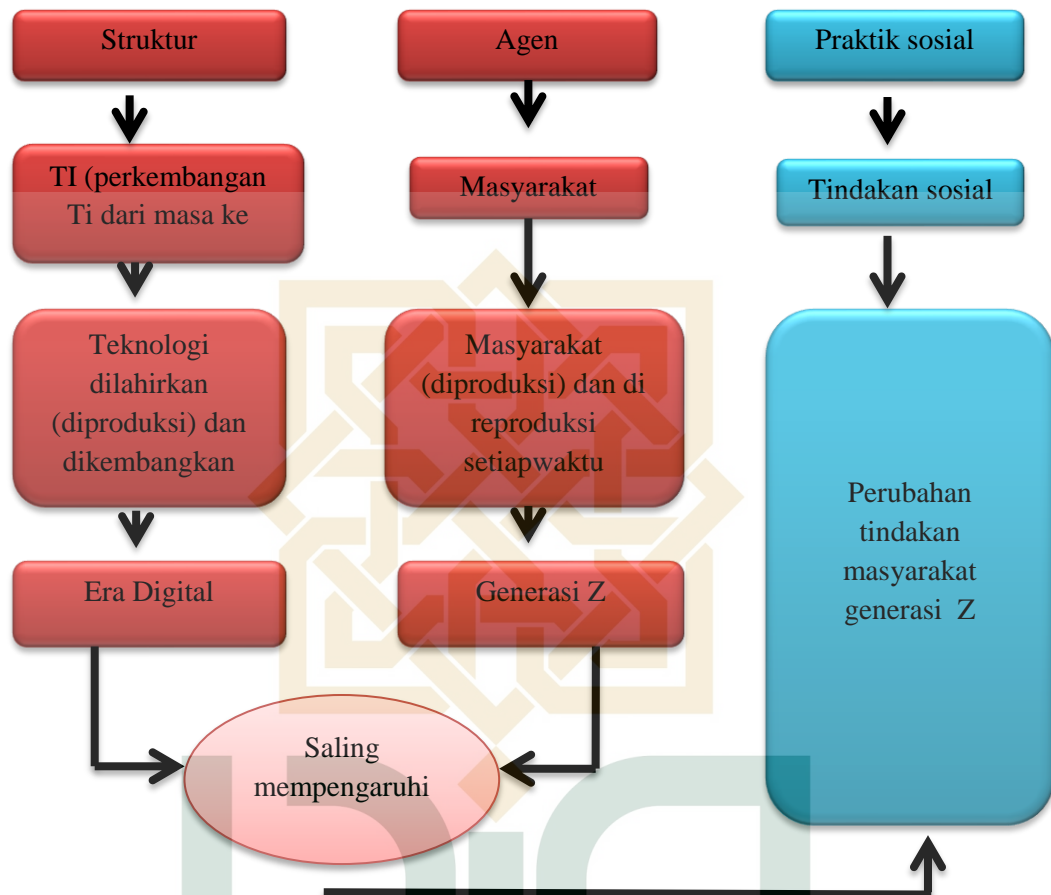 Struktur
Agen
Praktik sosial
TI (perkembangan
Ti dari masa ke
Masyarakat
Tindakan sosial
Teknologi
dilahirkan
(diproduksi) dan
dikembangkan
Masyarakat
(diproduksi) dan di
reproduksi
setiapwaktu
Perubahan
tindakan
masyarakat
generasi Z
Era Digital
Generasi Z
Saling
mempengaruhi